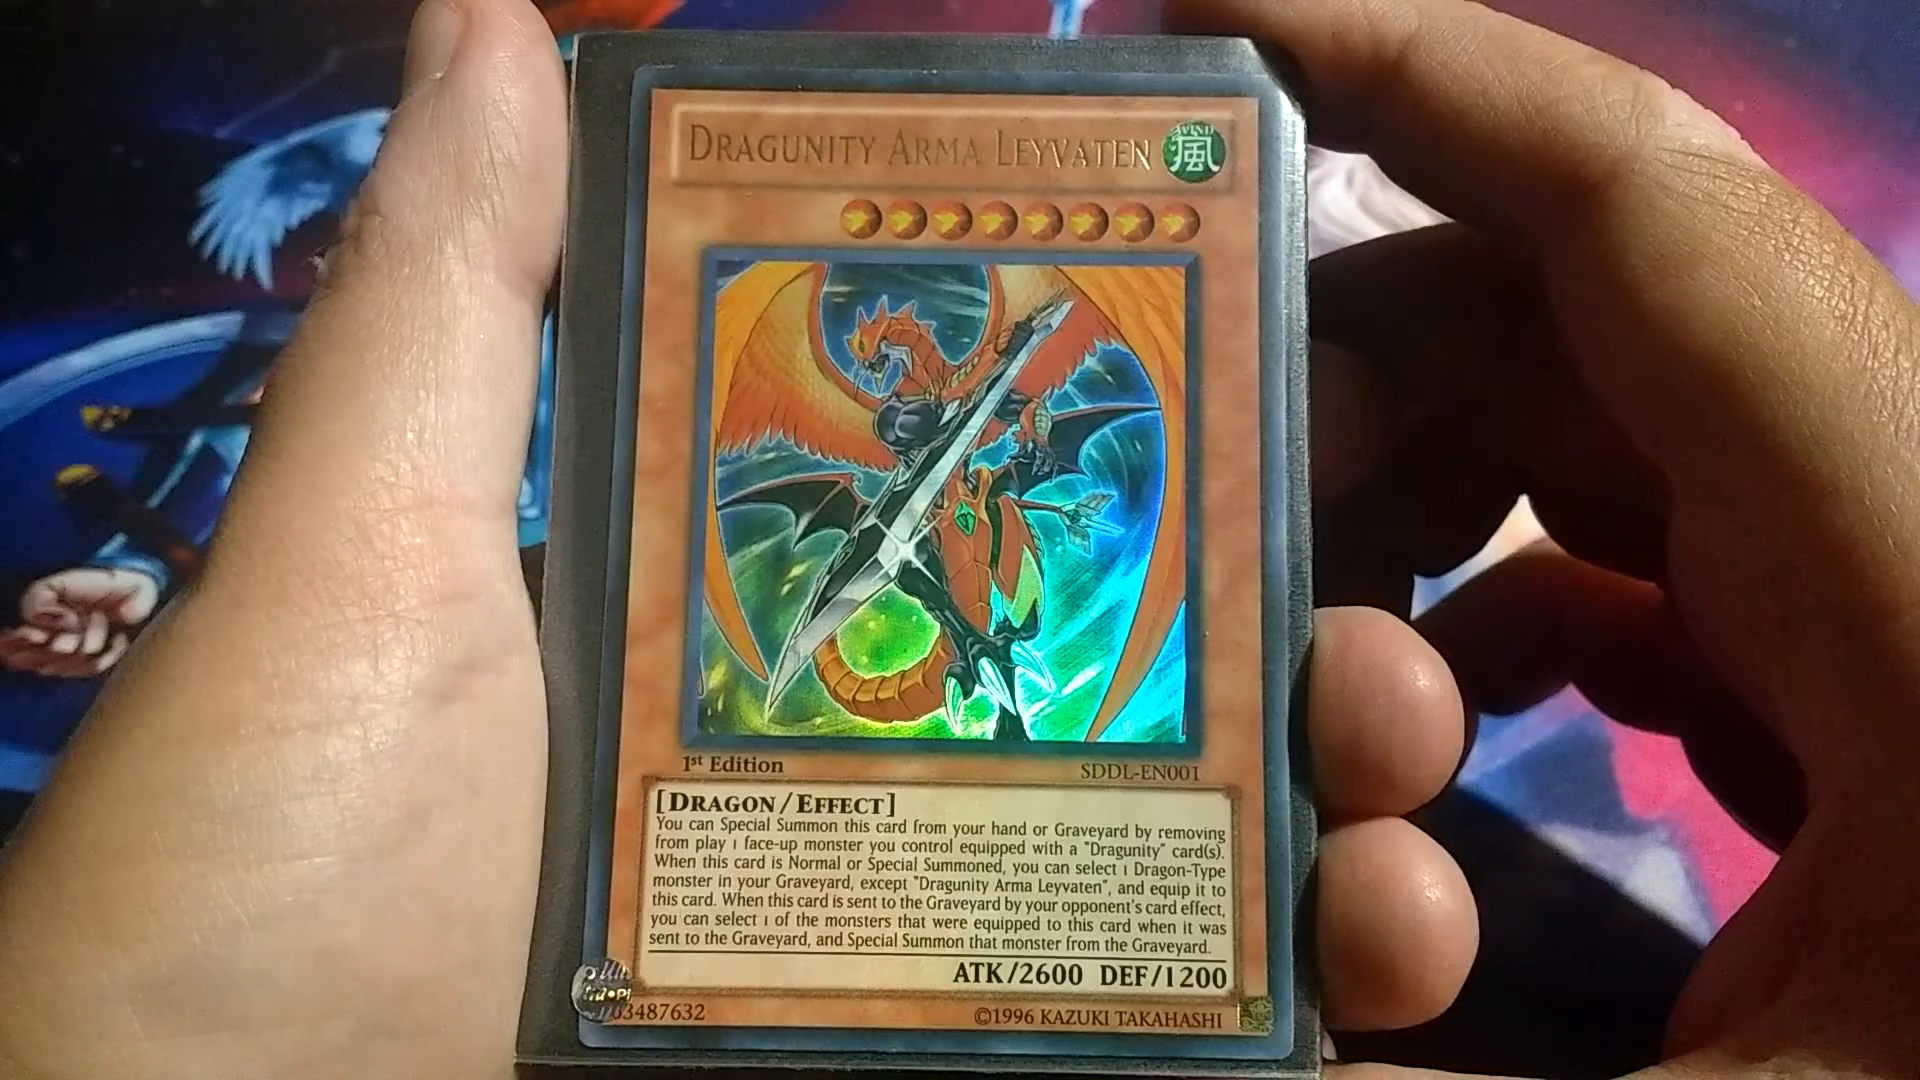 DRAGUNITY ARMA LEYVATEN
WIND
風
1st Edition
SDDL-EN001
[DRAGON/EFFECT]
You can Special Summon this card from your hand or Graveyard by removing
from play 1 face-up monster you control equipped with a "Dragunity" card(s).
When this card is Normal or Special Summoned, you can select 1 Dragon-Type
monster in your Graveyard, except "Dragunity Arma Leyvaten", and equip it to
this card. When this card is sent to the Graveyard by your opponent's card effect,
you can select 1 of the monsters that were equipped to this card when it was
sent to the Graveyard, and Special Summon that monster from the Graveyard.
ATK/2600 DEF/1200
3487632
©1996 KAZUKI TAKAHASHI